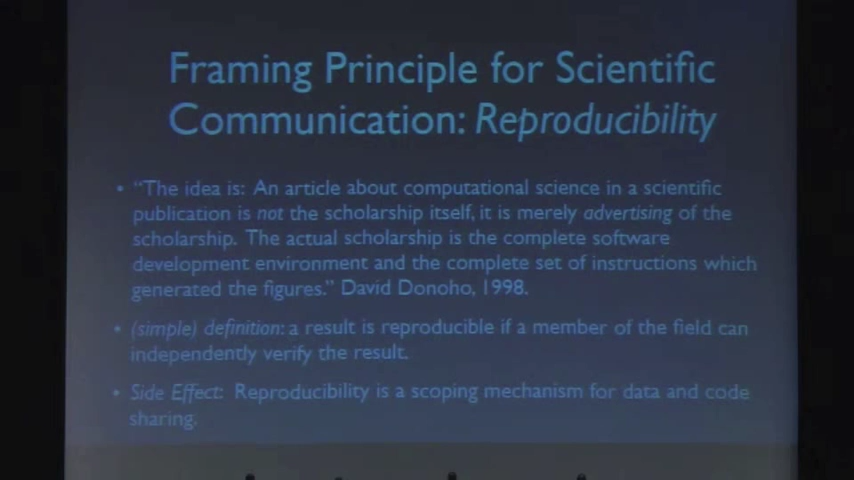 Framing Principle for Scientific
Communication: Reproducibility
• "The idea is: An article about computational science in a scientific
publication is not the scholarship itself, it is merely advertising of the
scholarship. The actual scholarship is the complete software
development environment and the complete set of instructions which
generated the figures." David Donoho, 1998.
• (simple) definition: a result is reproducible if a member of the field can
independently verify the result.
• Side Effect: Reproducibility is a scoping mechanism for data and code
sharing.